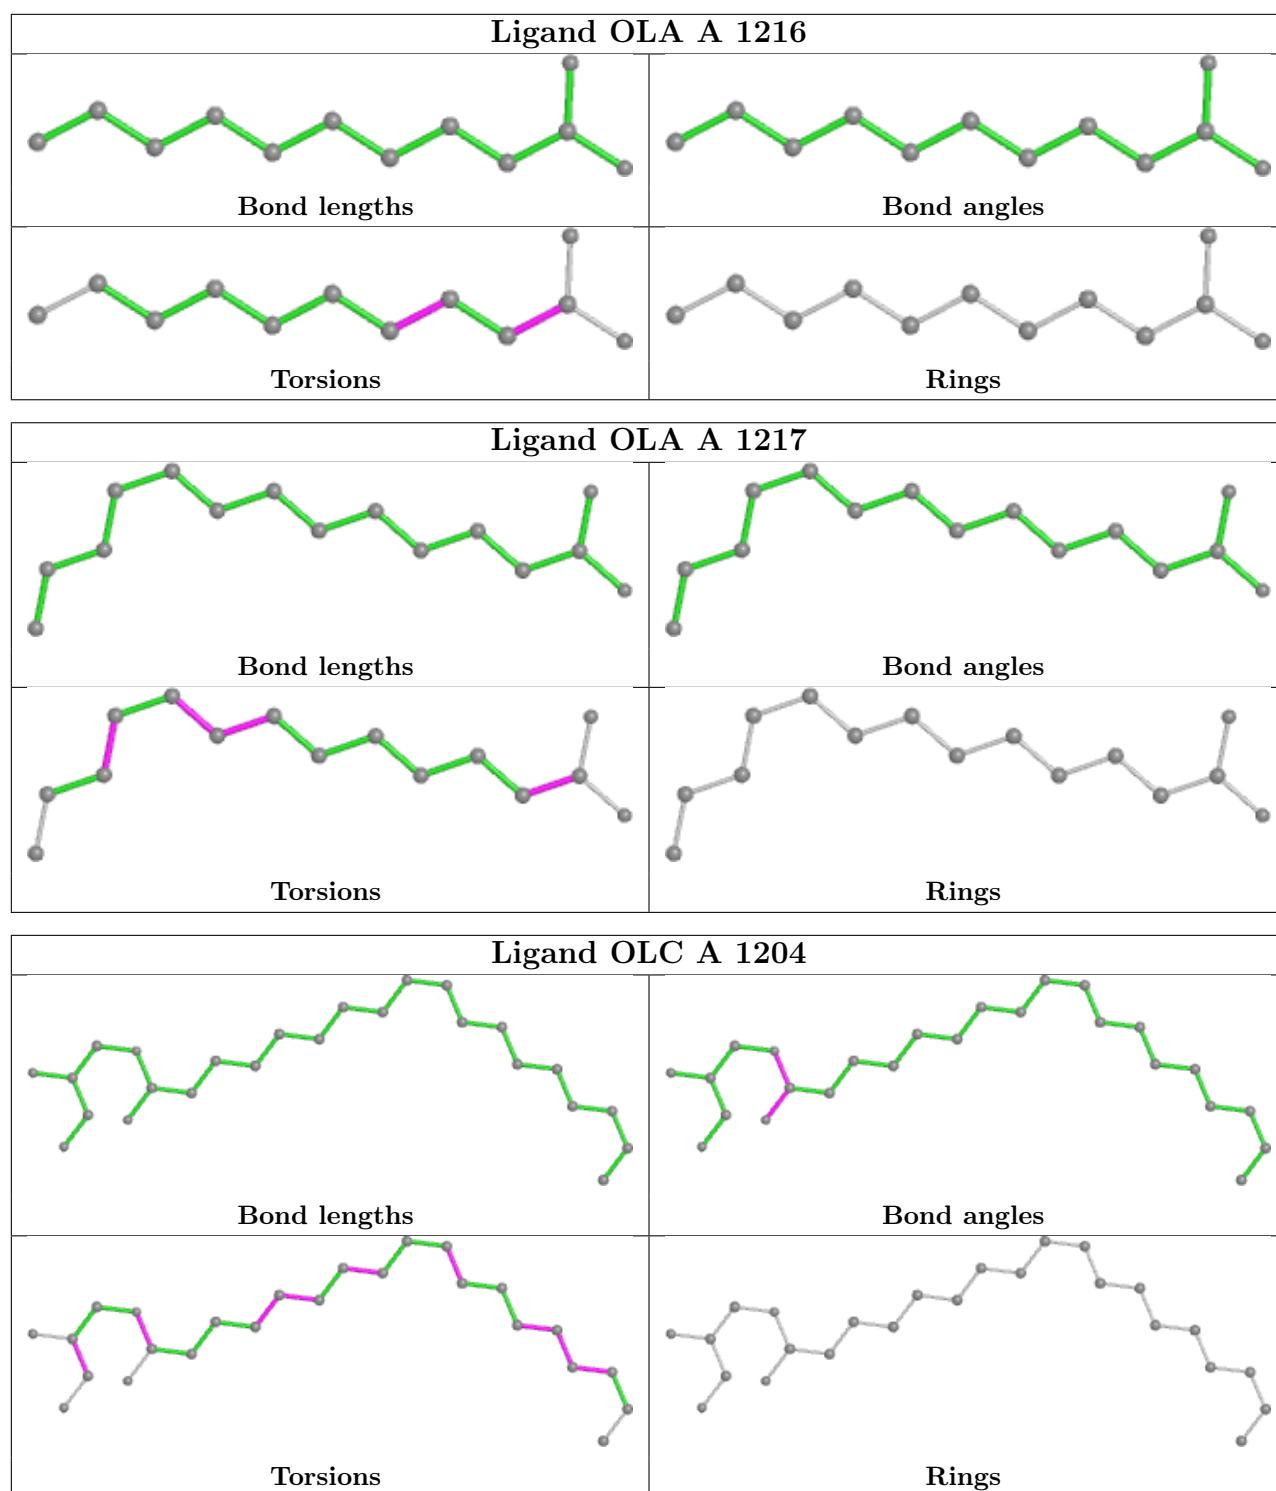 Ligand OLA A 1216
Bond lengths
Bond angles
Torsions
Rings
Ligand OLA A 1217
Bond lengths
Bond angles
Torsions
Rings
Ligand OLC A 1204
Bond lengths
Bond angles
Torsions
Rings